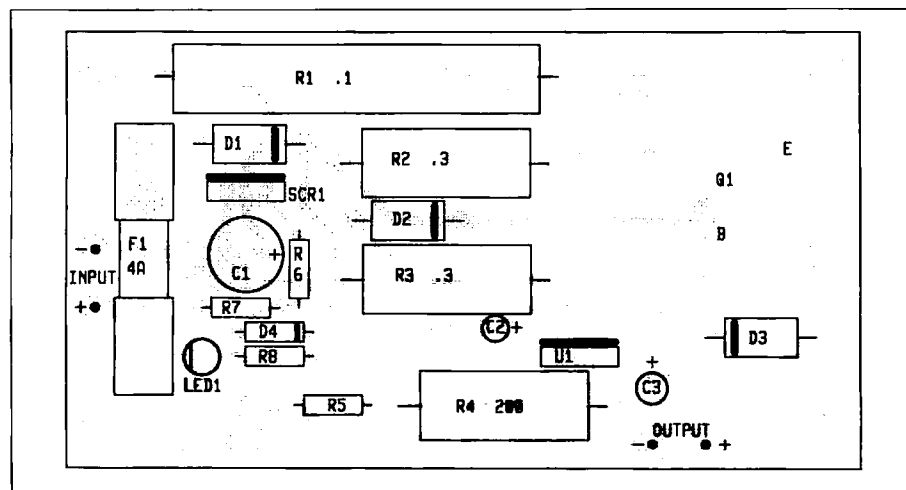 R1 .1
D1
R2 .3
E
Q1
SCR1
D2
B
F1
4A
- INPUT +
C1 +
R6
R3 .3
R7
C2 +
D4
D3
R8
U1
LED1
+
C3
R5
R4 200
- OUTPUT +